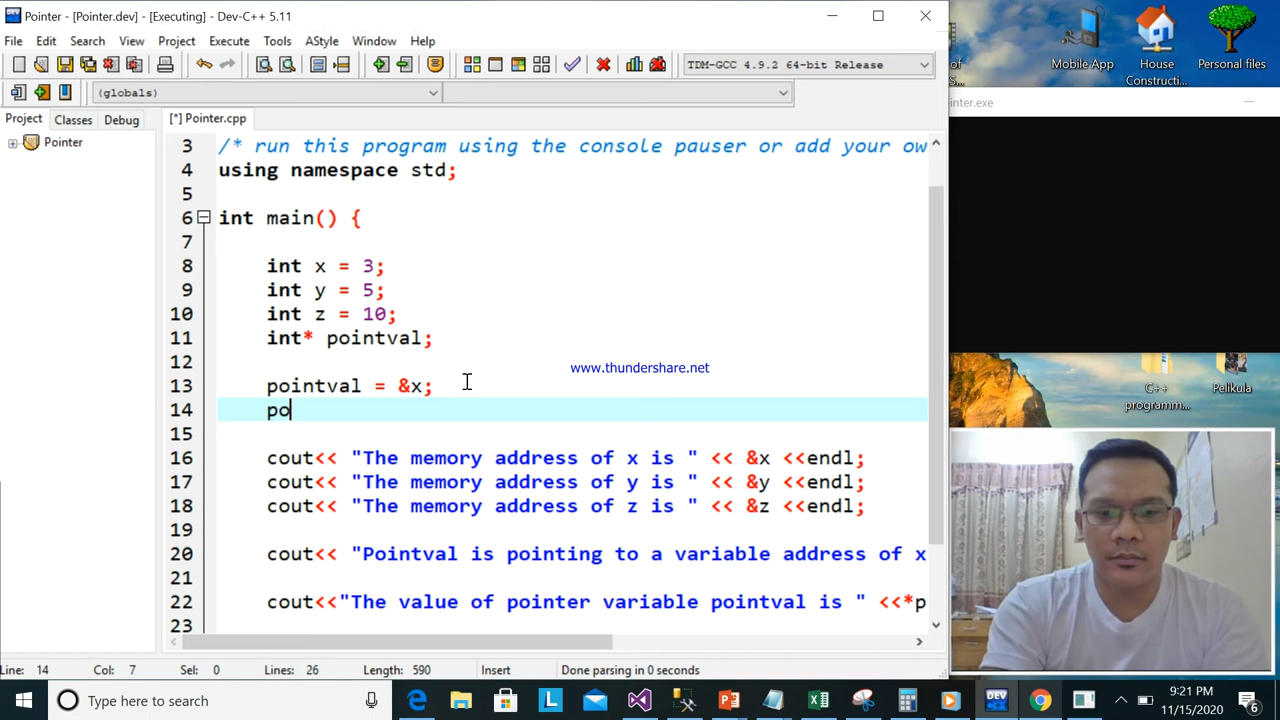 Pointer - [Pointer.dev] - [Executing] - Dev-C++ 5.11
File Edit Search View Project Execute Tools AStyle Window Help
TDM-GCC 4.9.2 64-bit Release
(globals)
Project Classes Debug
[*] Pointer.cpp
Pointer
3 /* run this program using the console pauser or add your ow
4 using namespace std;
5
6 int main() {
7
8 int x = 3;
9 int y = 5;
10 int z = 10;
11 int* pointval;
12
www.thundershare.net
13 pointval = &x;
14 po
15
16 cout<< "The memory address of x is " << &x <<endl;
17 cout<< "The memory address of y is " << &y <<endl;
18 cout<< "The memory address of z is " << &z <<endl;
19
20 cout<< "Pointval is pointing to a variable address of x
21
22 cout<<"The value of pointer variable pointval is " <<*p
23
Line: 14 Col: 7 Sel: 0 Lines: 26 Length: 590 Insert Done parsing in 0 seconds
of
S...
Mobile App
House
Constructi...
Personal files
inter.exe
C++
programm...
Pelikula
Type here to search
DEV
9:21 PM
11/15/2020
6